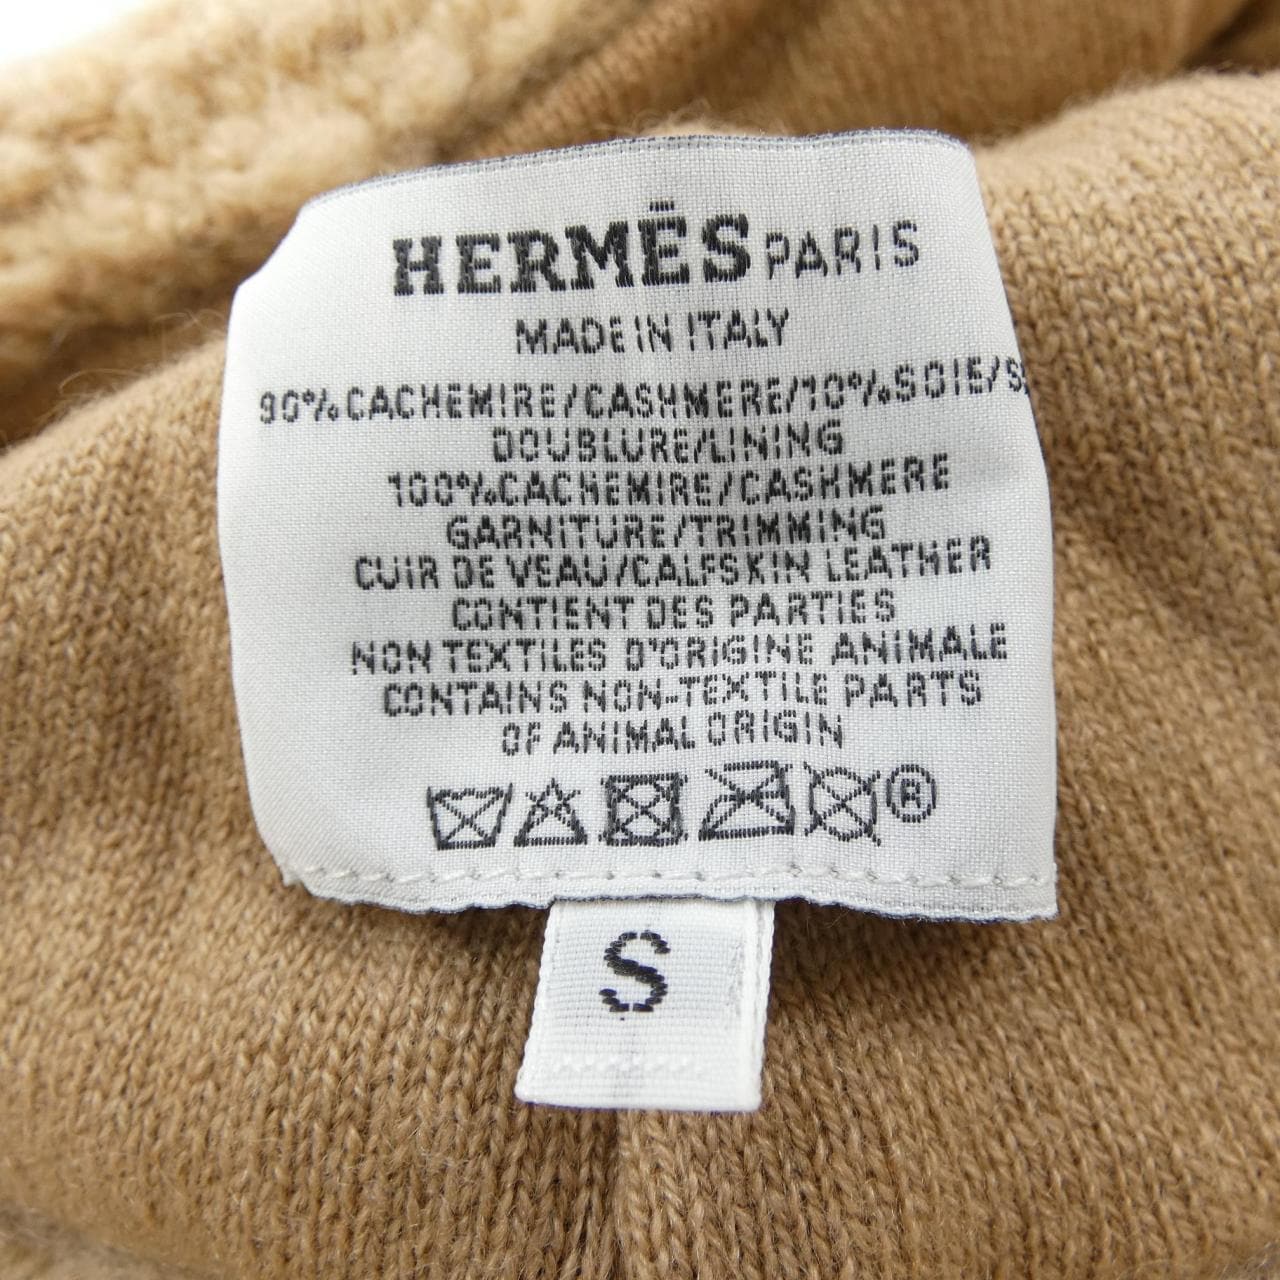 HERMÈS PARIS
MADE IN ITALY
90%CACHEMIRE/CASHMERE/10%SOIE/
DOUBLURE/LINING
100%CACHEMIRE/CASHMERE
GARNITURE/TRIMMING
CUIR DE VEAU/CALFSKIN LEATHER
CONTIENT DES PARTIES
NON TEXTILES D'ORIGINE ANIMALE
CONTAINS NON-TEXTILE PARTS
OF ANIMAL ORIGIN
®
S